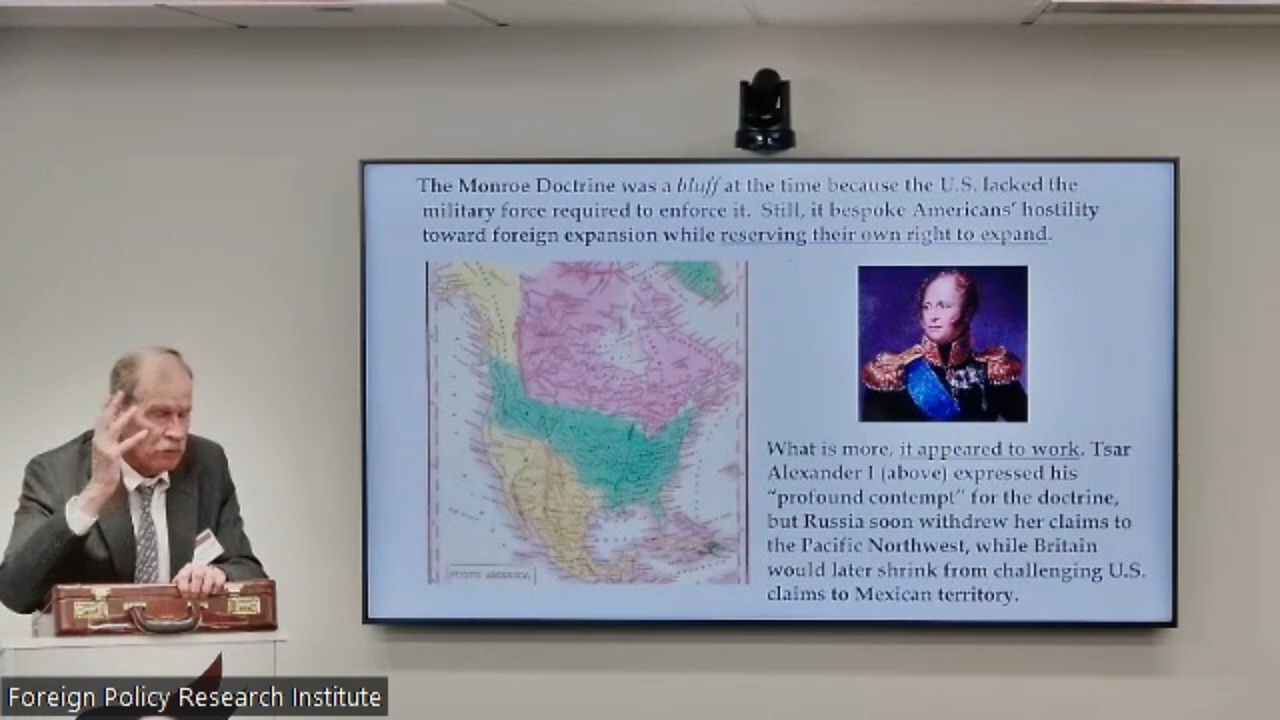 The Monroe Doctrine was a bluff at the time because the U.S. lacked the
military force required to enforce it. Still, it bespoke Americans' hostility
toward foreign expansion while reserving their own right to expand.
NORTH AMERICA
What is more, it appeared to work. Tsar
Alexander I (above) expressed his
"profound contempt" for the doctrine,
but Russia soon withdrew her claims to
the Pacific Northwest, while Britain
would later shrink from challenging U.S.
claims to Mexican territory.
Foreign Policy Research Institute